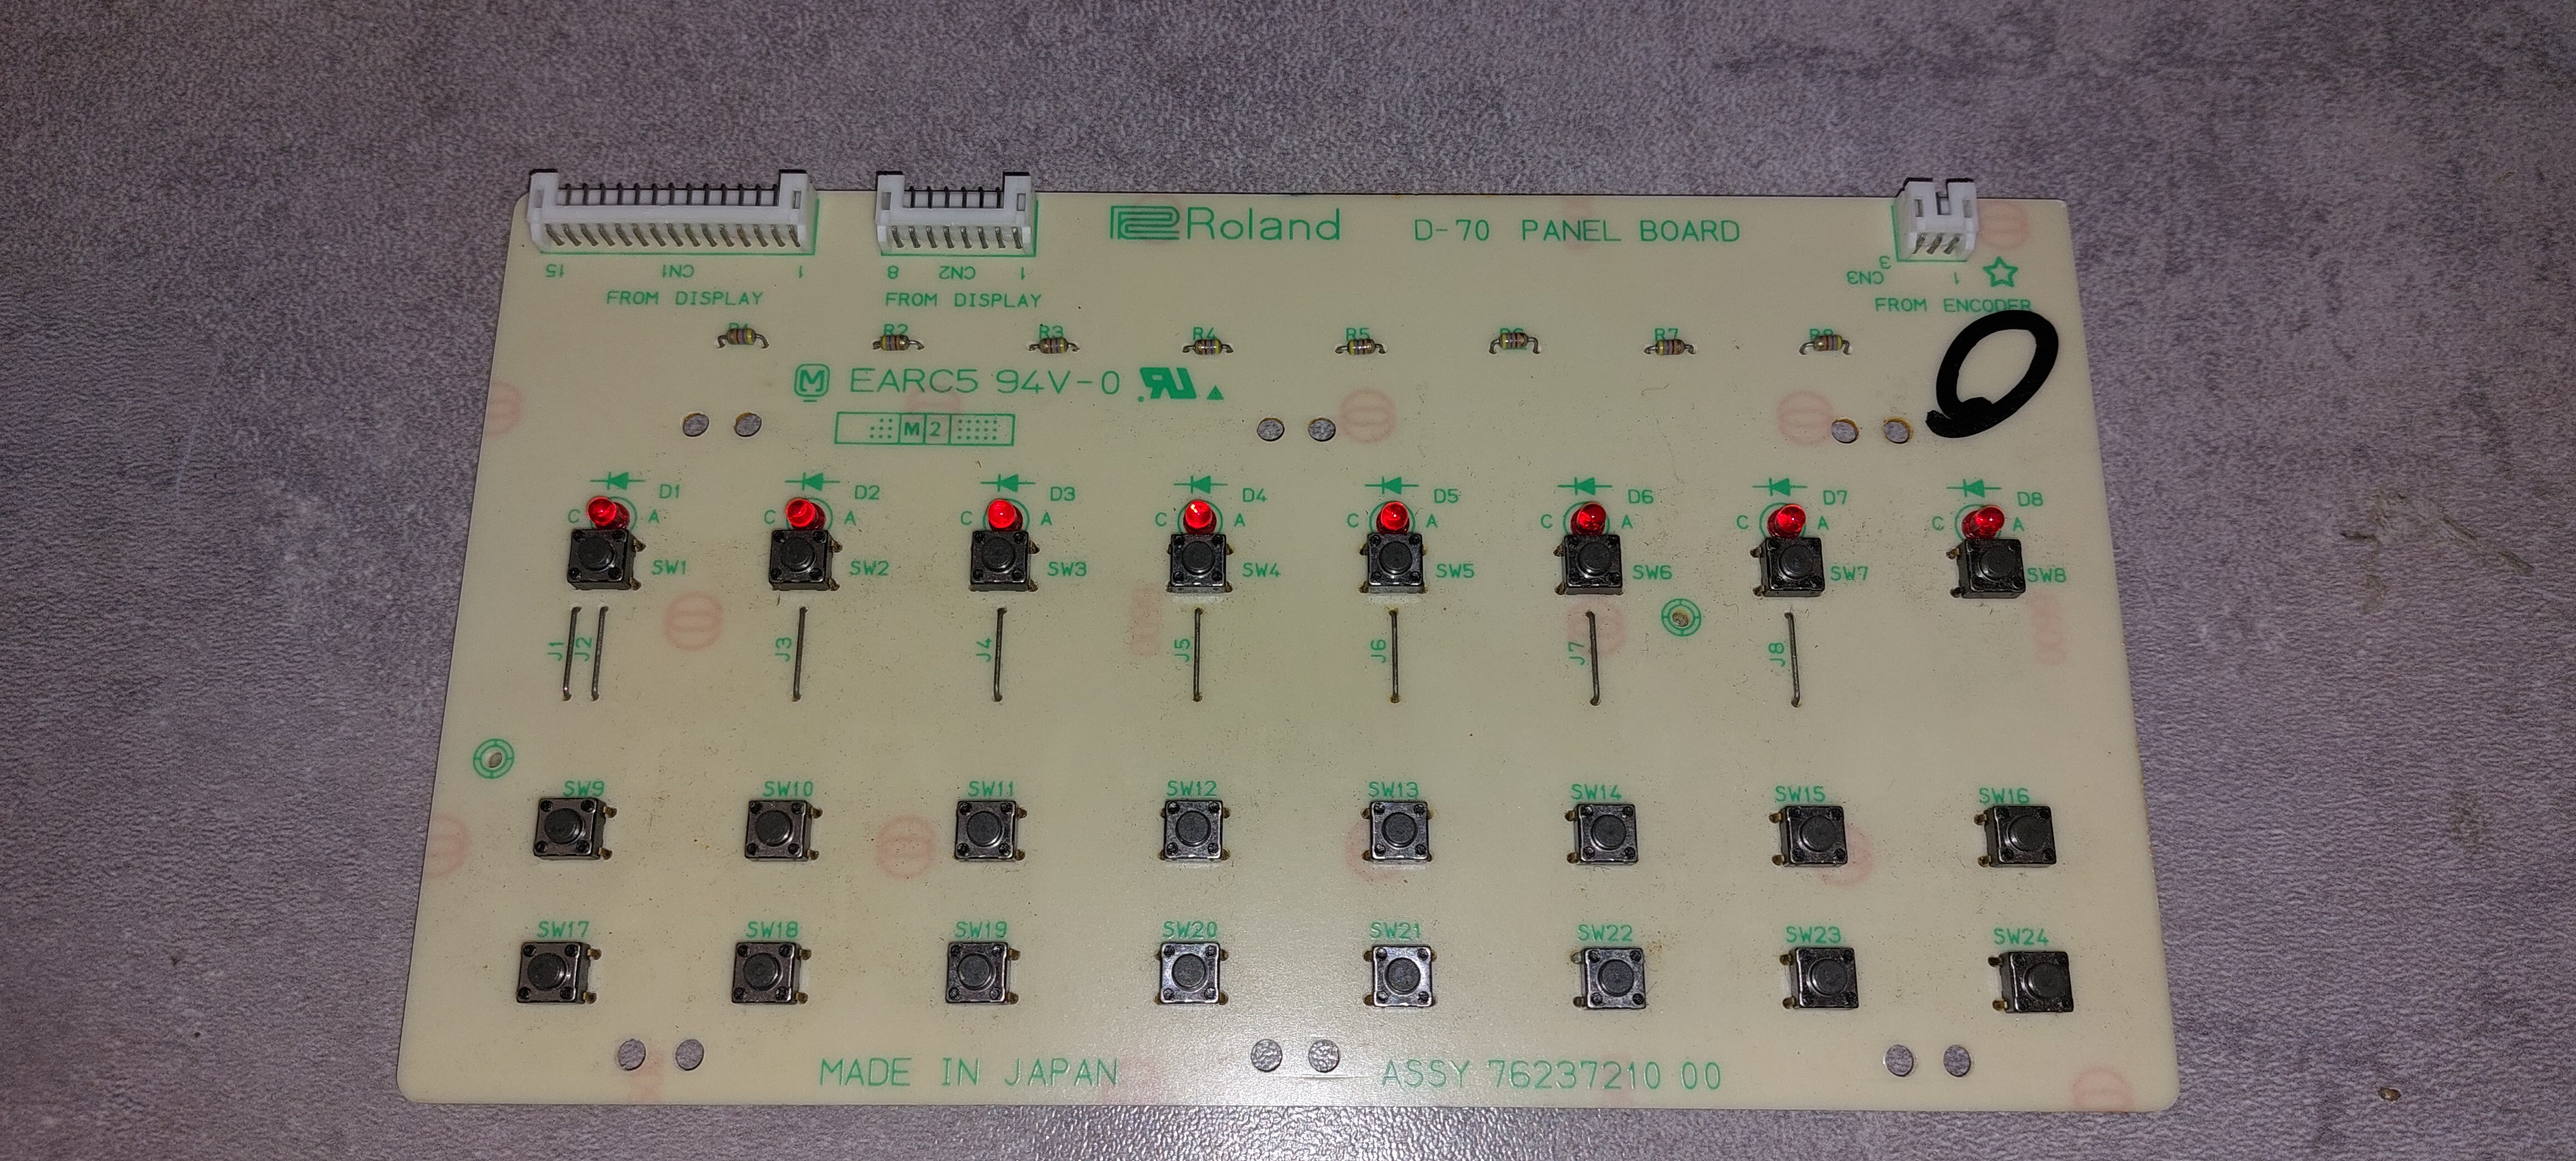 Roland D-70 PANEL BOARD
15 CN1 1
8 CN2 1
3 CN3 1
FROM DISPLAY
FROM DISPLAY
FROM ENCODER
R1 R2 R3 R4 R5 R6 R7 R8
M EARC5 94V-0
M 2
D1 D2 D3 D4 D5 D6 D7 D8
C A C A C A C A C A C A C A C A
SW1 SW2 SW3 SW4 SW5 SW6 SW7 SW8
J1 J2 J3 J4 J5 J6 J7 J8
SW9 SW10 SW11 SW12 SW13 SW14 SW15 SW16
SW17 SW18 SW19 SW20 SW21 SW22 SW23 SW24
MADE IN JAPAN ASSY 76237210 00